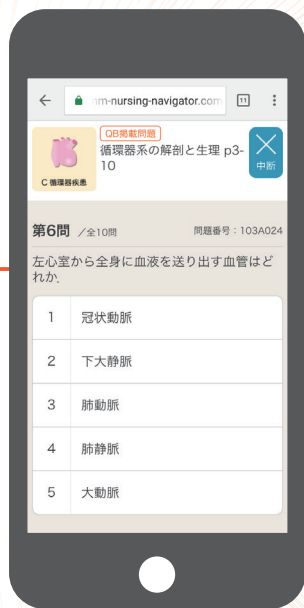 m-nursing-navigator.com
11
QB掲載問題
循環器系の解剖と生理 p3-
10
中断
C 循環器疾患
第6問 /全10問
問題番号:103A024
左心室から全身に血液を送り出す血管はど
れか.
1 冠状動脈
2 下大静脈
3 肺動脈
4 肺静脈
5 大動脈